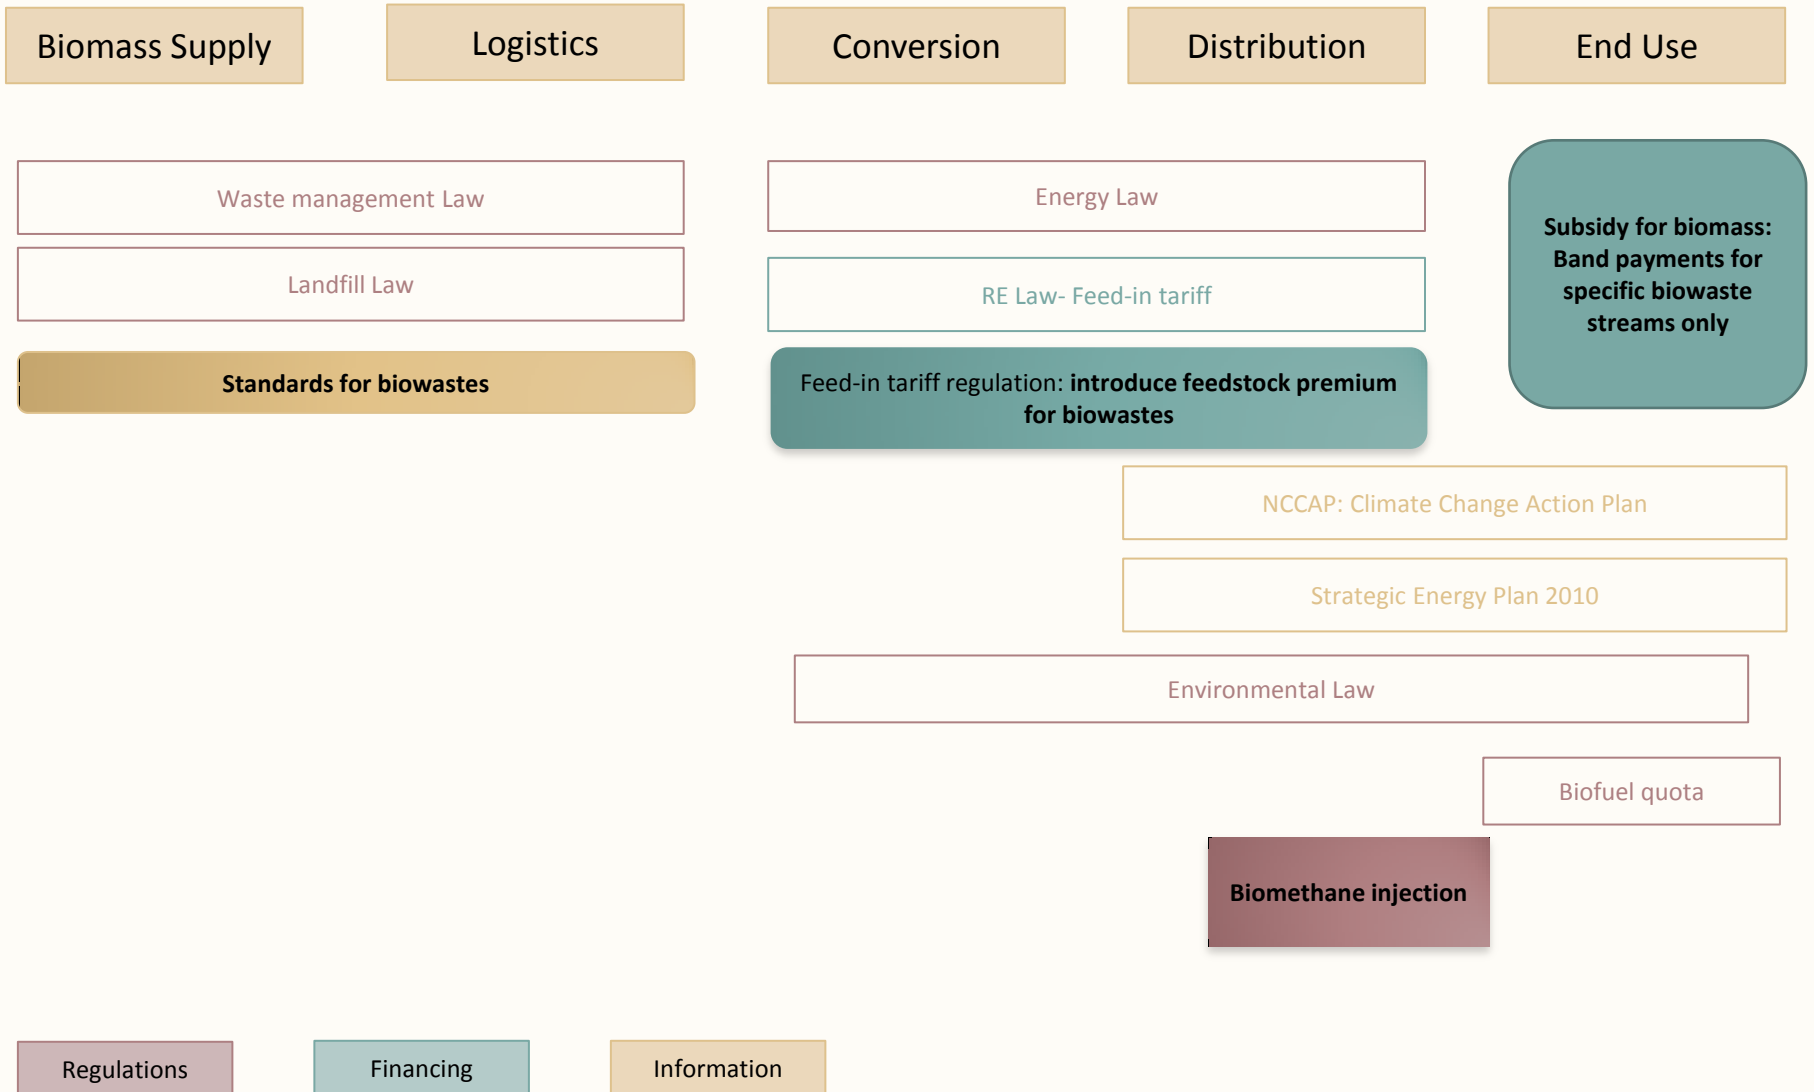 Biomass Supply
Logistics
Conversion
Distribution
End Use
Waste management Law
Energy Law
Subsidy for biomass:
Band payments for
specific biowaste
streams only
Landfill Law
RE Law- Feed-in tariff
Standards for biowastes
Feed-in tariff regulation: introduce feedstock premium
for biowastes
NCCAP: Climate Change Action Plan
Strategic Energy Plan 2010
Environmental Law
Biofuel quota
Biomethane injection
Regulations
Financing
Information